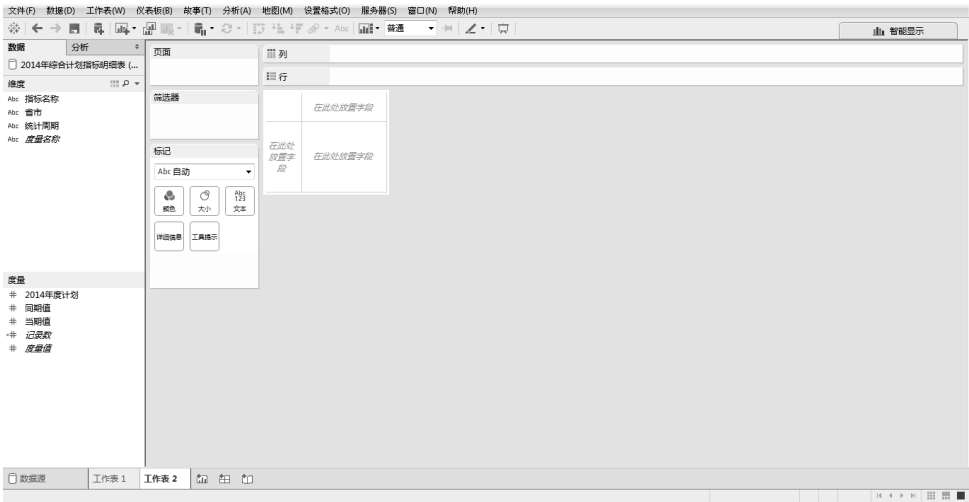 文件(F) 数据(D) 工作表(W) 仪表板(B) 故事(T) 分析(A) 地图(M) 设置格式(O) 服务器(S) 窗口(N) 帮助(H)
Abc 普通 智能显示
数据 分析
2014年综合计划指标明细表 (...
维度
Abc 指标名称
Abc 省市
Abc 统计周期
Abc 度量名称
度量
# 2014年度计划
# 同期值
# 当期值
=# 记录数
# 度量值
页面
筛选器
标记
Abc 自动
颜色 大小 Abc 123 文本
详细信息 工具提示
列
行
在此处放置字段
在此处
放置字
段
在此处放置字段
数据源 工作表 1 工作表 2